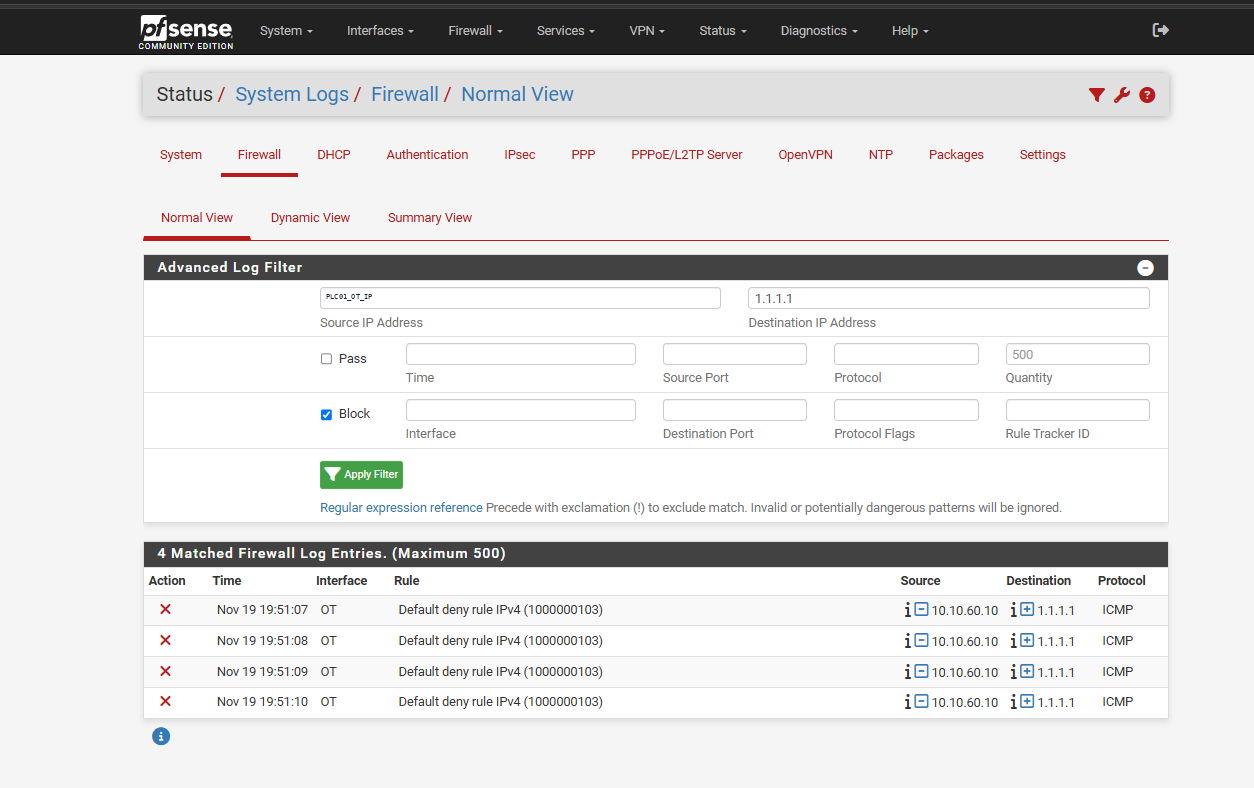 pfsense System Interfaces Firewall Services VPN Status Diagnostics Help
COMMUNITY EDITION
Status / System Logs / Firewall / Normal View
System Firewall DHCP Authentication IPsec PPP PPPoE/L2TP Server OpenVPN NTP Packages Settings
Normal View Dynamic View Summary View
Advanced Log Filter
PLC01_OT_IP 1.1.1.1
Source IP Address Destination IP Address
Pass 500
Time Source Port Protocol Quantity
Block
Interface Destination Port Protocol Flags Rule Tracker ID
Apply Filter
Regular expression reference Precede with exclamation (!) to exclude match. Invalid or potentially dangerous patterns will be ignored.
4 Matched Firewall Log Entries. (Maximum 500)
Action Time Interface Rule Source Destination Protocol
Nov 19 19:51:07 OT Default deny rule IPv4 (1000000103) 10.10.60.10 1.1.1.1 ICMP
Nov 19 19:51:08 OT Default deny rule IPv4 (1000000103) 10.10.60.10 1.1.1.1 ICMP
Nov 19 19:51:09 OT Default deny rule IPv4 (1000000103) 10.10.60.10 1.1.1.1 ICMP
Nov 19 19:51:10 OT Default deny rule IPv4 (1000000103) 10.10.60.10 1.1.1.1 ICMP